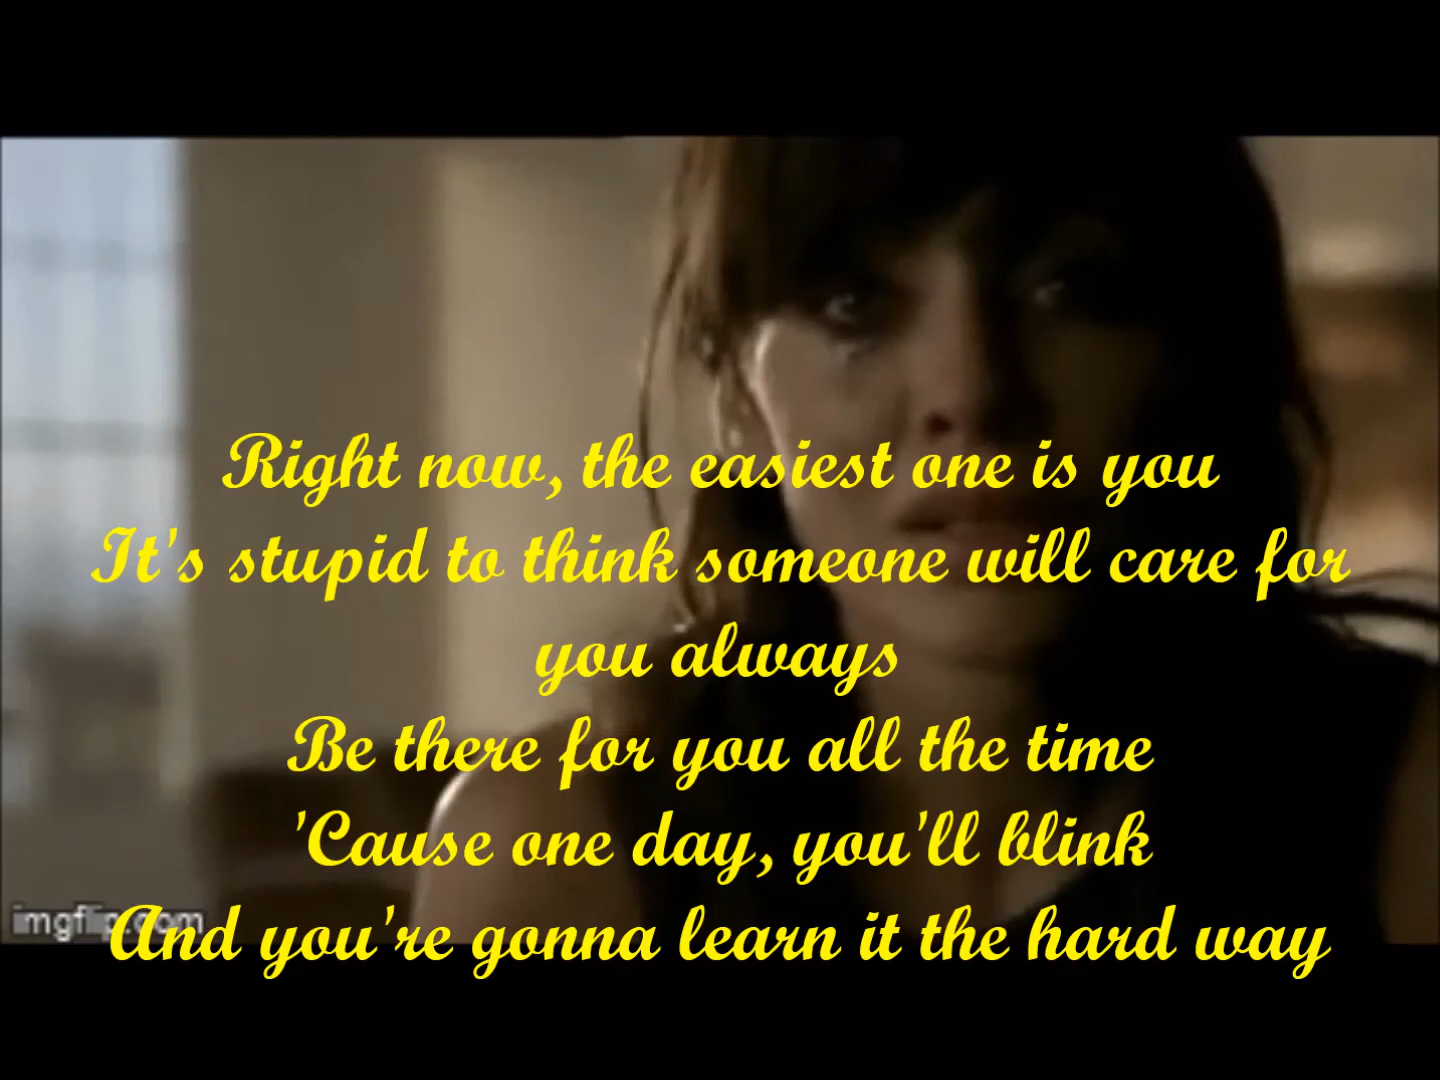 Right now, the easiest one is you
It's stupid to think someone will care for
you always
Be there for you all the time
'Cause one day, you'll blink
And you're gonna learn it the hard way
imgflip.com